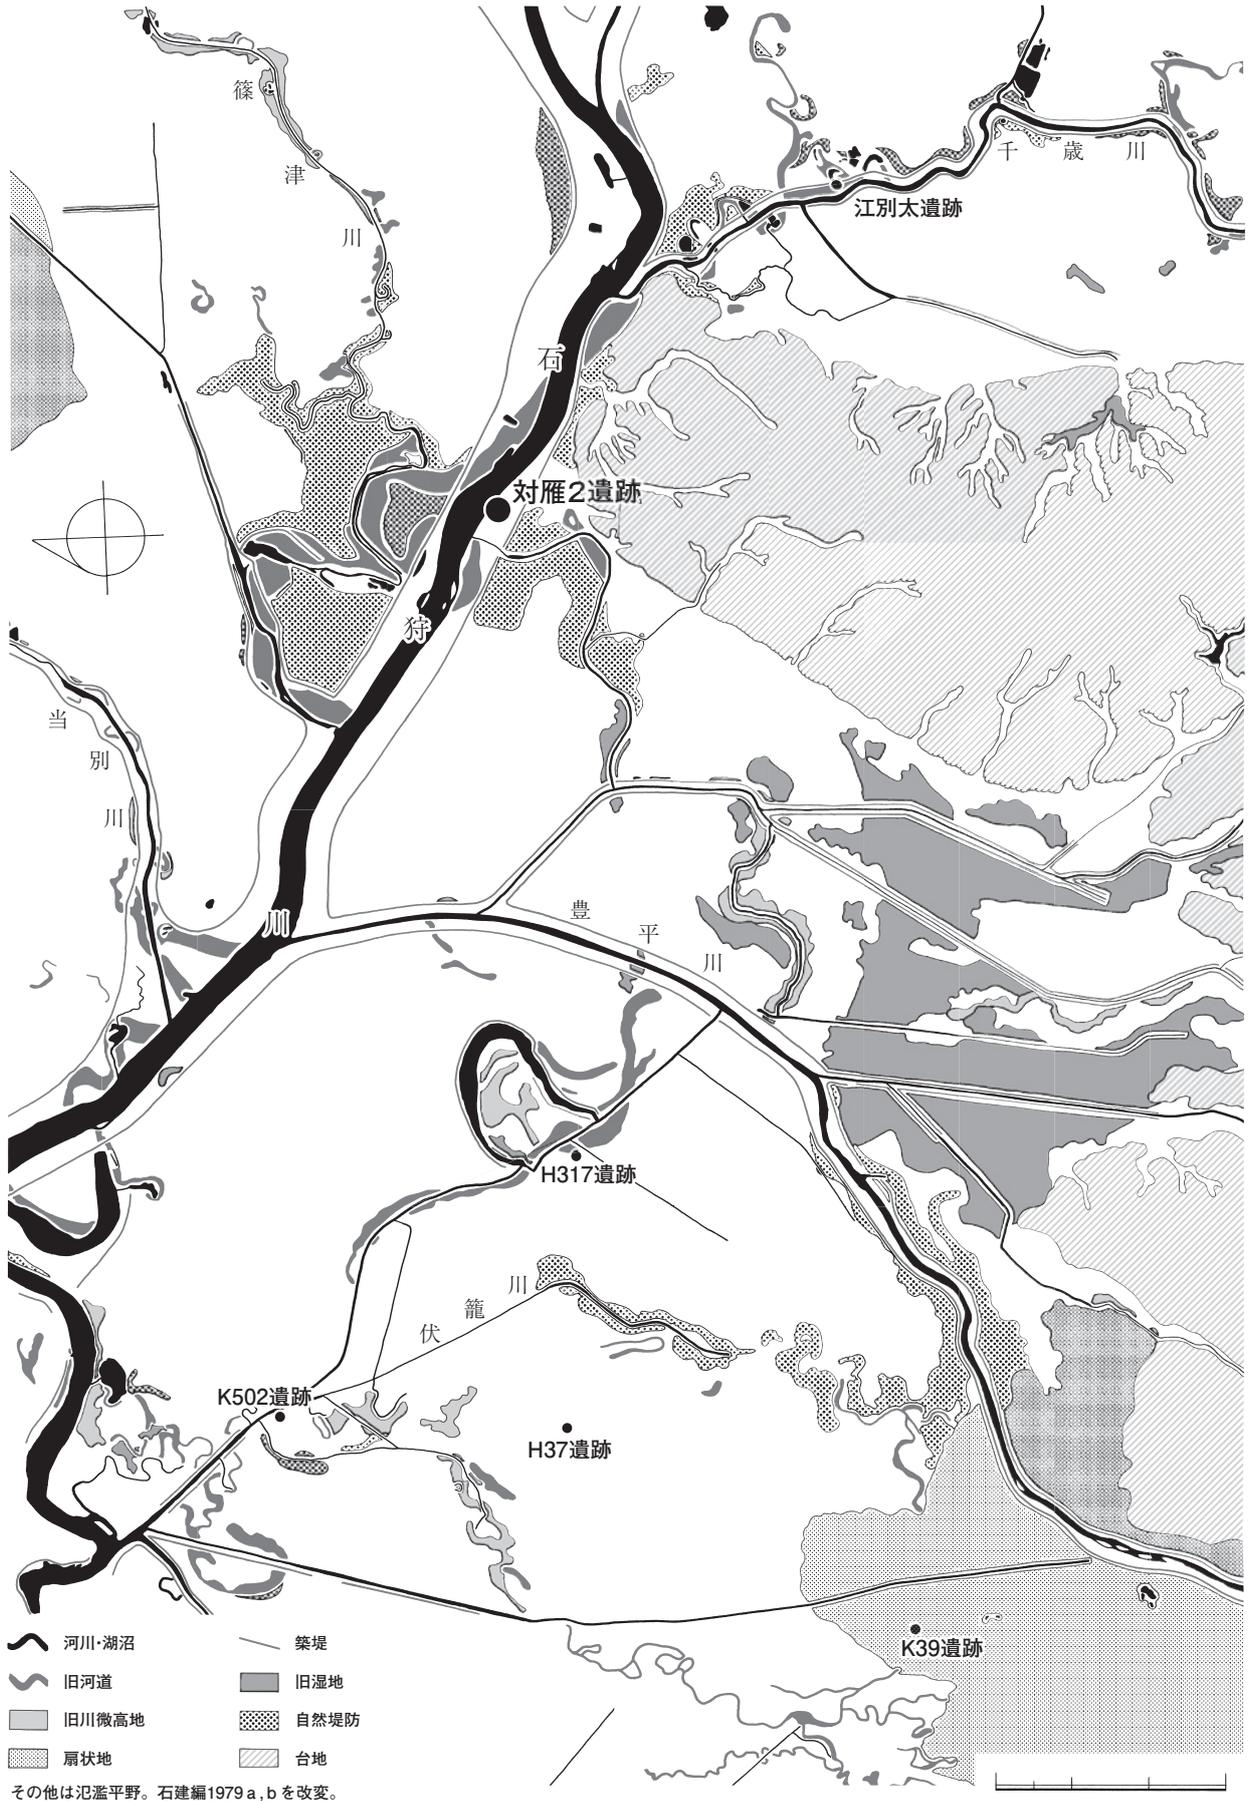 篠津川
千歳川
江別太遺跡
石狩川
対雁2遺跡
当別川
豊平川
H317遺跡
伏籠川
K502遺跡
H37遺跡
K39遺跡
河川・湖沼
築堤
旧河道
旧湿地
旧川微高地
自然堤防
扇状地
台地
その他は氾濫平野。石建編1979a,bを改変。